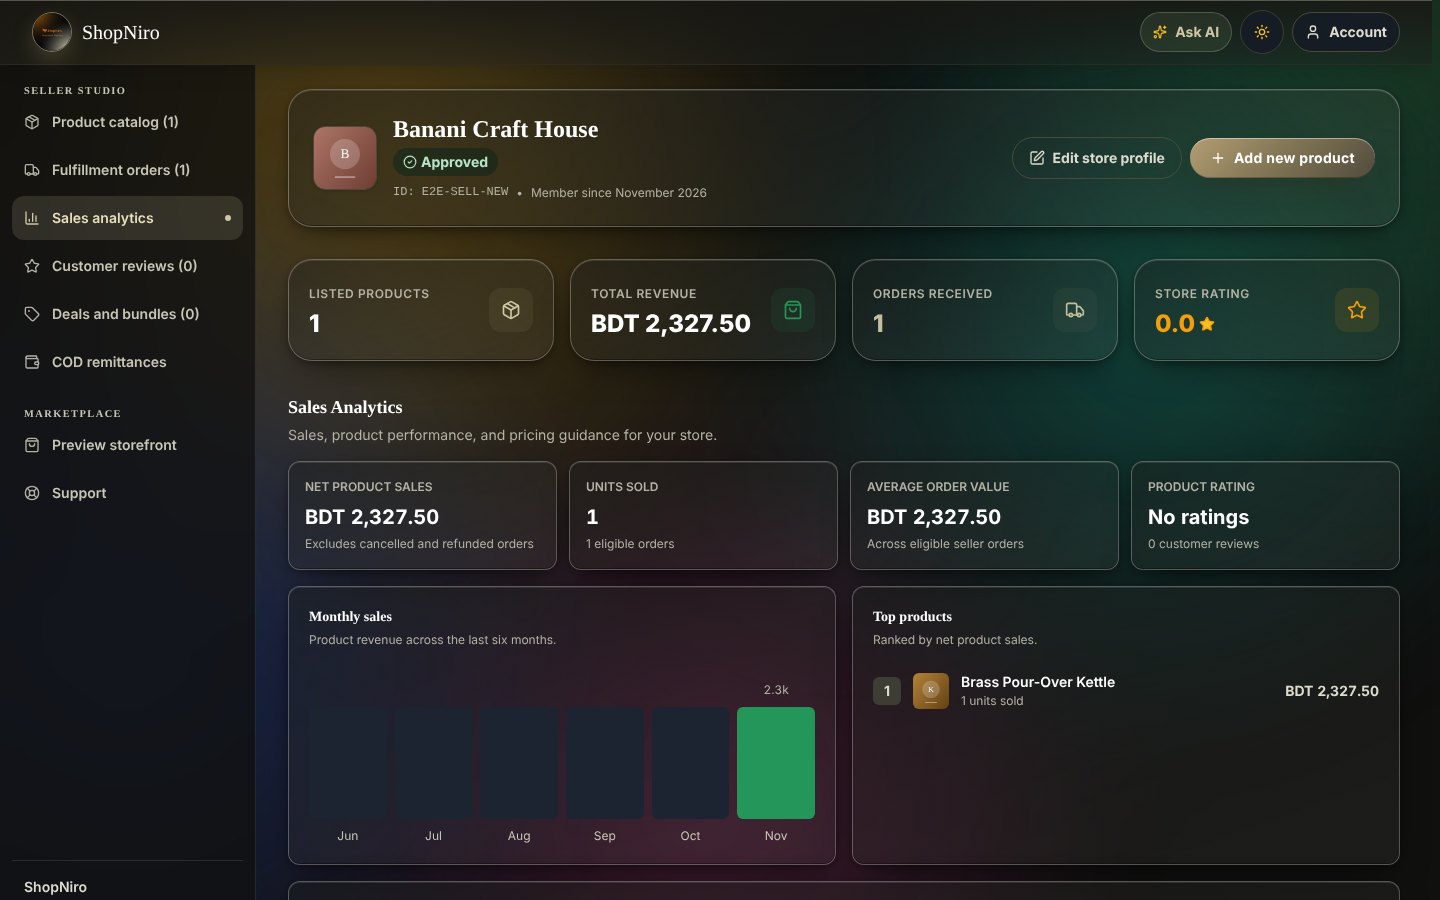 ShopNiro
Ask AI
Account
SELLER STUDIO
Product catalog (1)
Fulfillment orders (1)
Sales analytics
Customer reviews (0)
Deals and bundles (0)
COD remittances
MARKETPLACE
Preview storefront
Support
ShopNiro
B
Banani Craft House
Approved
ID: E2E-SELL-NEW • Member since November 2026
Edit store profile
Add new product
LISTED PRODUCTS
1
TOTAL REVENUE
BDT 2,327.50
ORDERS RECEIVED
1
STORE RATING
0.0
Sales Analytics
Sales, product performance, and pricing guidance for your store.
NET PRODUCT SALES
BDT 2,327.50
Excludes cancelled and refunded orders
UNITS SOLD
1
1 eligible orders
AVERAGE ORDER VALUE
BDT 2,327.50
Across eligible seller orders
PRODUCT RATING
No ratings
0 customer reviews
Monthly sales
Product revenue across the last six months.
2.3k
Jun Jul Aug Sep Oct Nov
Top products
Ranked by net product sales.
1
K
Brass Pour-Over Kettle
1 units sold
BDT 2,327.50